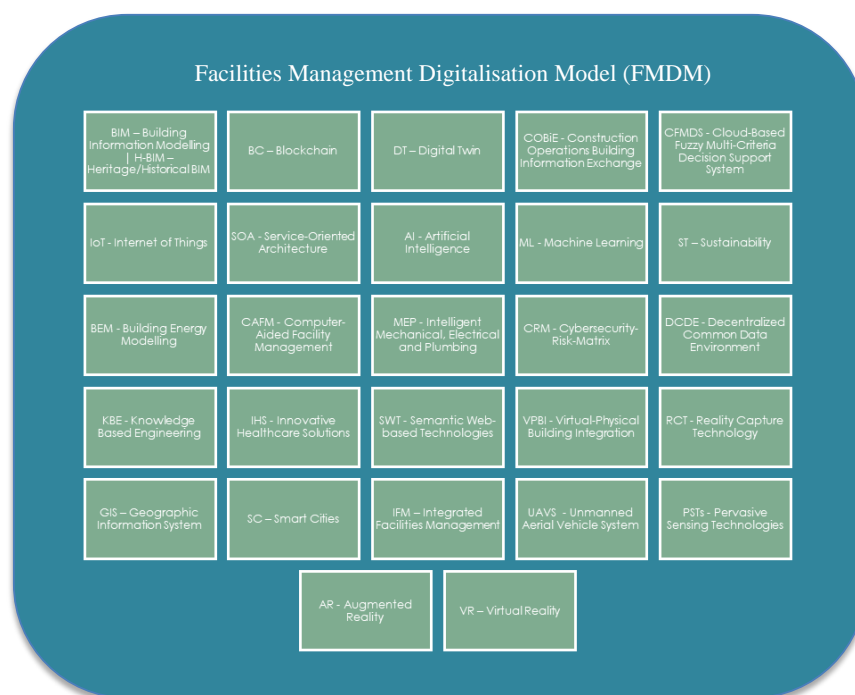 Facilities Management Digitalisation Model (FMDM)
BIM – Building
Information Modelling
| H-BIM –
Heritage/Historical BIM
BC – Blockchain
DT – Digital Twin
COBiE - Construction
Operations Building
Information Exchange
CFMDS - Cloud-Based
Fuzzy Multi-Criteria
Decision Support
System
IoT - Internet of Things
SOA - Service-Oriented
Architecture
AI - Artificial
Intelligence
ML - Machine Learning
ST – Sustainability
BEM - Building Energy
Modelling
CAFM - Computer-
Aided Facility
Management
MEP - Intelligent
Mechanical, Electrical
and Plumbing
CRM - Cybersecurity-
Risk-Matrix
DCDE - Decentralized
Common Data
Environment
KBE - Knowledge
Based Engineering
IHS - Innovative
Healthcare Solutions
SWT - Semantic Web-
based Technologies
VPBI - Virtual-Physical
Building Integration
RCT - Reality Capture
Technology
GIS – Geographic
Information System
SC – Smart Cities
IFM – Integrated
Facilities Management
UAVS - Unmanned
Aerial Vehicle System
PSTs - Pervasive
Sensing Technologies
AR - Augmented
Reality
VR – Virtual Reality